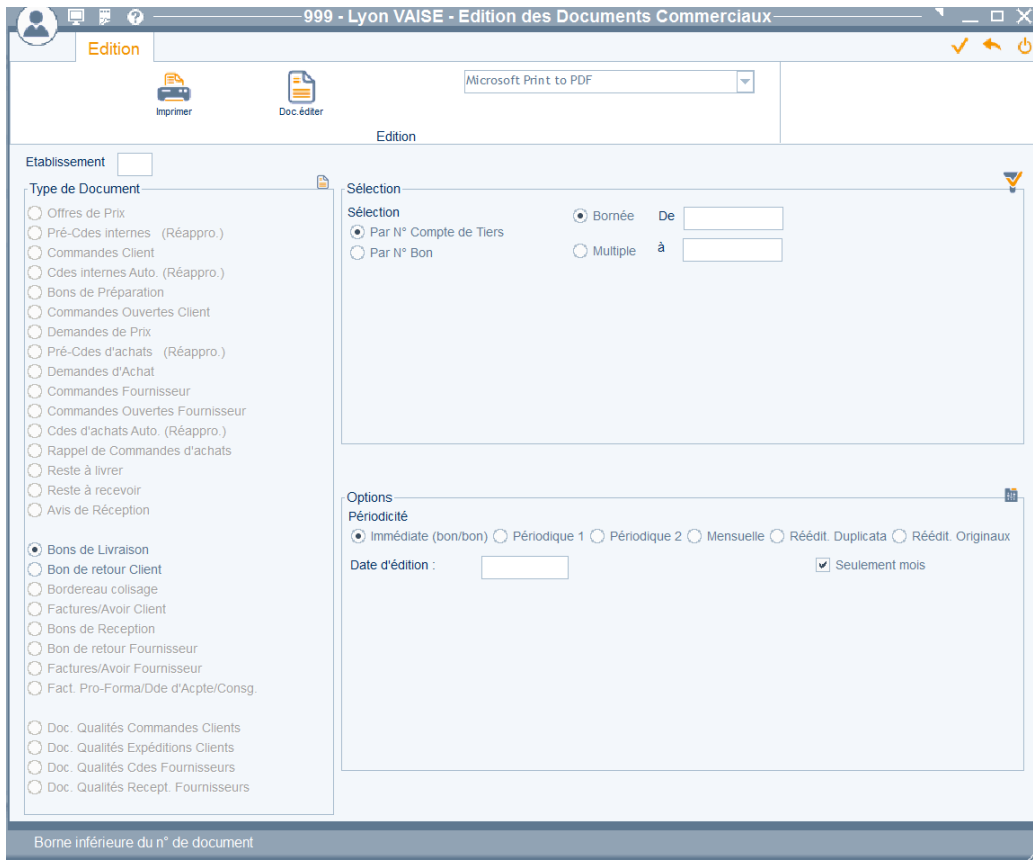 999 - Lyon VAISE - Edition des Documents Commerciaux
Edition
Microsoft Print to PDF
Imprimer
Doc.éditer
Edition
Etablissement
Type de Document
Offres de Prix
Pré-Cdes internes (Réappro.)
Commandes Client
Cdes internes Auto. (Réappro.)
Bons de Préparation
Commandes Ouvertes Client
Demandes de Prix
Pré-Cdes d'achats (Réappro.)
Demandes d'Achat
Commandes Fournisseur
Commandes Ouvertes Fournisseur
Cdes d'achats Auto. (Réappro.)
Rappel de Commandes d'achats
Reste à livrer
Reste à recevoir
Avis de Réception
Bons de Livraison
Bon de retour Client
Bordereau colisage
Factures/Avoir Client
Bons de Reception
Bon de retour Fournisseur
Factures/Avoir Fournisseur
Fact. Pro-Forma/Dde d'Acpte/Consg.
Doc. Qualités Commandes Clients
Doc. Qualités Expéditions Clients
Doc. Qualités Cdes Fournisseurs
Doc. Qualités Recept. Fournisseurs
Sélection
Sélection
Par N° Compte de Tiers
Par N° Bon
Bornée De
Multiple à
Options
Périodicité
Immédiate (bon/bon) Périodique 1 Périodique 2 Mensuelle Réédit. Duplicata Réédit. Originaux
Date d'édition : Seulement mois
Borne inférieure du n° de document